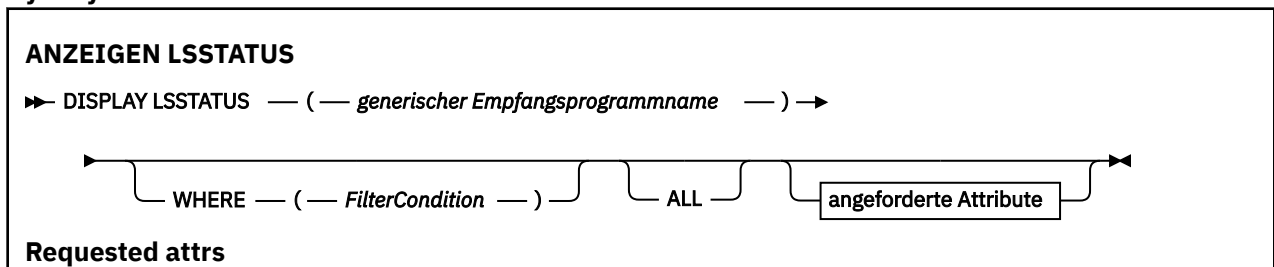 ANZEIGEN LSSTATUS
DISPLAY LSSTATUS ( generischer Empfangsprogrammname )
WHERE ( FilterCondition ) ALL angeforderte Attribute
Requested attrs